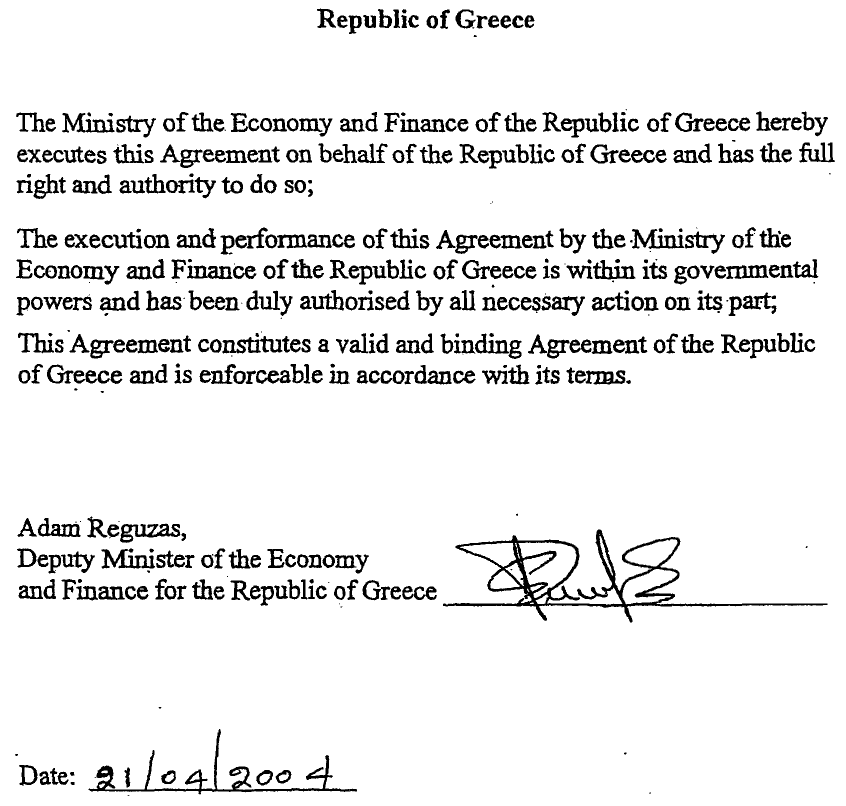 Republic of Greece
The Ministry of the Economy and Finance of the Republic of Greece hereby
executes this Agreement on behalf of the Republic of Greece and has the full
right and authority to do so;
The execution and performance of this Agreement by the Ministry of the
Economy and Finance of the Republic of Greece is within its governmental
powers and has been duly authorised by all necessary action on its part;
This Agreement constitutes a valid and binding Agreement of the Republic
of Greece and is enforceable in accordance with its terms.
Adam Reguzas,
Deputy Minister of the Economy
and Finance for the Republic of Greece
Date: 21/04/2004